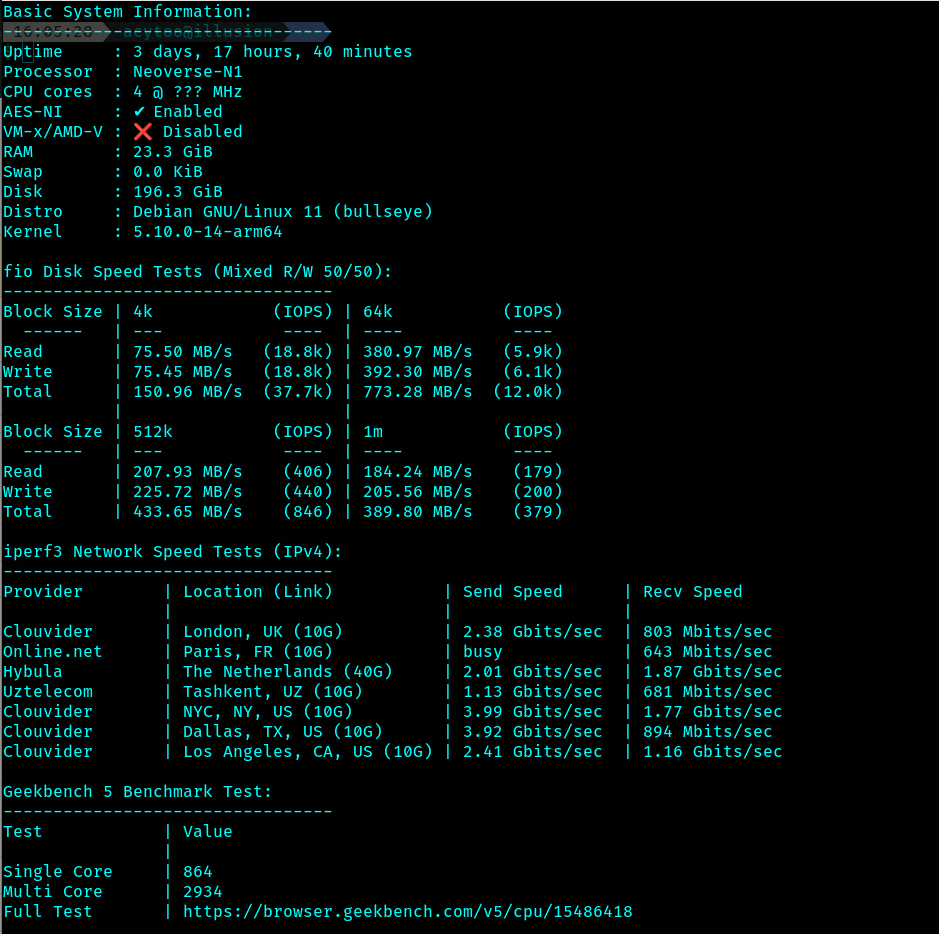 Basic System Information:
---------------------------------
16:05:28 acytoo@illusion
Uptime     : 3 days, 17 hours, 40 minutes
Processor  : Neoverse-N1
CPU cores  : 4 @ ??? MHz
AES-NI     : ✔ Enabled
VM-x/AMD-V : ❌ Disabled
RAM        : 23.3 GiB
Swap       : 0.0 KiB
Disk       : 196.3 GiB
Distro     : Debian GNU/Linux 11 (bullseye)
Kernel     : 5.10.0-14-arm64

fio Disk Speed Tests (Mixed R/W 50/50):
---------------------------------
Block Size | 4k            (IOPS) | 64k           (IOPS)
  ------   | ---            ----  | ----           ----
Read       | 75.50 MB/s   (18.8k) | 380.97 MB/s   (5.9k)
Write      | 75.45 MB/s   (18.8k) | 392.30 MB/s   (6.1k)
Total      | 150.96 MB/s  (37.7k) | 773.28 MB/s  (12.0k)
           |                      |
Block Size | 512k          (IOPS) | 1m            (IOPS)
  ------   | ---            ----  | ----           ----
Read       | 207.93 MB/s    (406) | 184.24 MB/s    (179)
Write      | 225.72 MB/s    (440) | 205.56 MB/s    (200)
Total      | 433.65 MB/s    (846) | 389.80 MB/s    (379)

iperf3 Network Speed Tests (IPv4):
---------------------------------
Provider        | Location (Link)           | Send Speed      | Recv Speed
                |                           |                 |
Clouvider       | London, UK (10G)          | 2.38 Gbits/sec  | 803 Mbits/sec
Online.net      | Paris, FR (10G)           | busy            | 643 Mbits/sec
Hybula          | The Netherlands (40G)     | 2.01 Gbits/sec  | 1.87 Gbits/sec
Uztelecom       | Tashkent, UZ (10G)        | 1.13 Gbits/sec  | 681 Mbits/sec
Clouvider       | NYC, NY, US (10G)         | 3.99 Gbits/sec  | 1.77 Gbits/sec
Clouvider       | Dallas, TX, US (10G)      | 3.92 Gbits/sec  | 894 Mbits/sec
Clouvider       | Los Angeles, CA, US (10G) | 2.41 Gbits/sec  | 1.16 Gbits/sec

Geekbench 5 Benchmark Test:
---------------------------------
Test            | Value
                |
Single Core     | 864
Multi Core      | 2934
Full Test       | https://browser.geekbench.com/v5/cpu/15486418